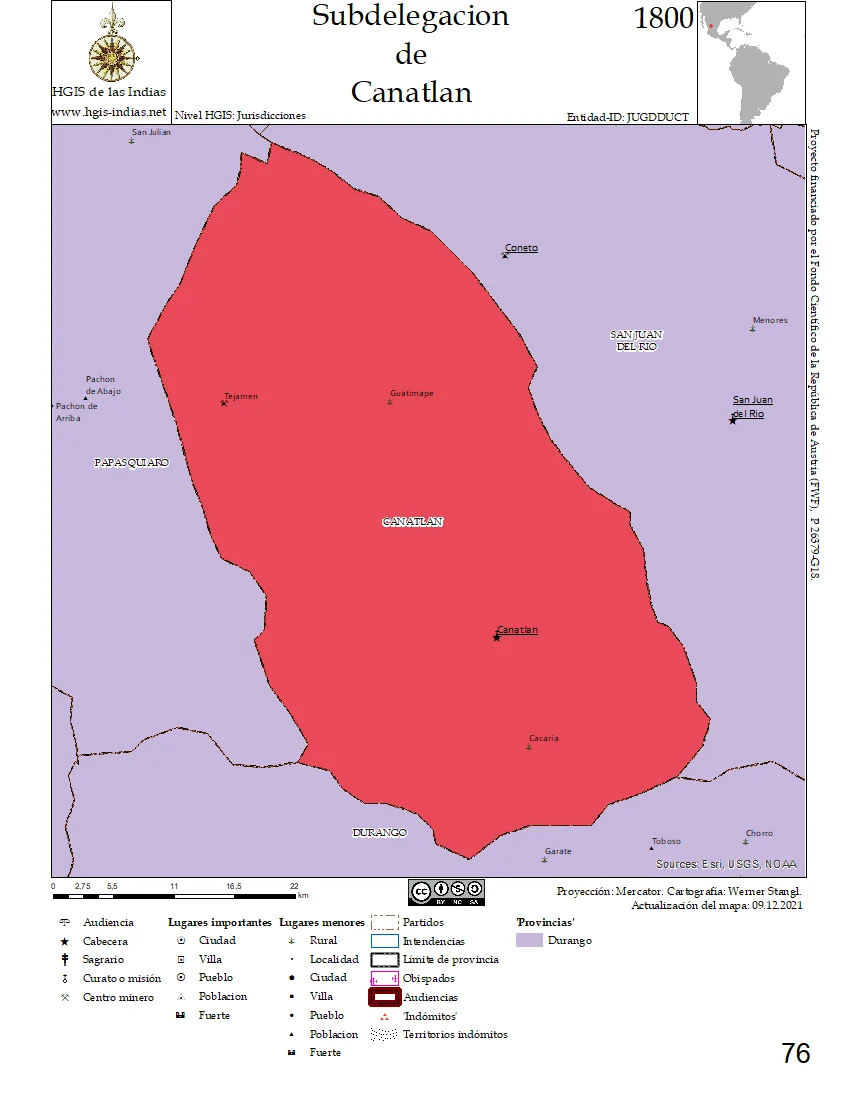 Subdelegacion
de
Canatlan
1800
HGIS de las Indias
www.hgis-indias.net
Nivel HGIS: Jurisdicciones
Entidad-ID: JUGDDUCT
Proyecto financiado por el Fondo Científico de la República de Austria (FWF), P 26379-G18.
San Julian
Coneto
Menores
SAN JUAN
DEL RIO
Pachon
de Abajo
Pachon de
Arriba
Tejamen
Guatimape
San Juan
del Rio
PAPASQUIARO
CANATLAN
Canatlan
Cacaria
DURANGO
Garate
Toboso
Chorro
Sources: Esri, USGS, NOAA
0 2,75 5,5 11 16,5 22
km
cc
BY NC SA
Proyección: Mercator. Cartografía: Werner Stangl.
Actualización del mapa: 09.12.2021
Audiencia
Cabecera
Sagrario
Curato o misión
Centro minero
Lugares importantes
Ciudad
Villa
Pueblo
Poblacion
Fuerte
Lugares menores
Rural
Localidad
Ciudad
Villa
Pueblo
Poblacion
Fuerte
Partidos
Intendencias
Límite de provincia
Obispados
Audiencias
'Indómitos'
Territorios indómitos
'Provincias'
Durango
76